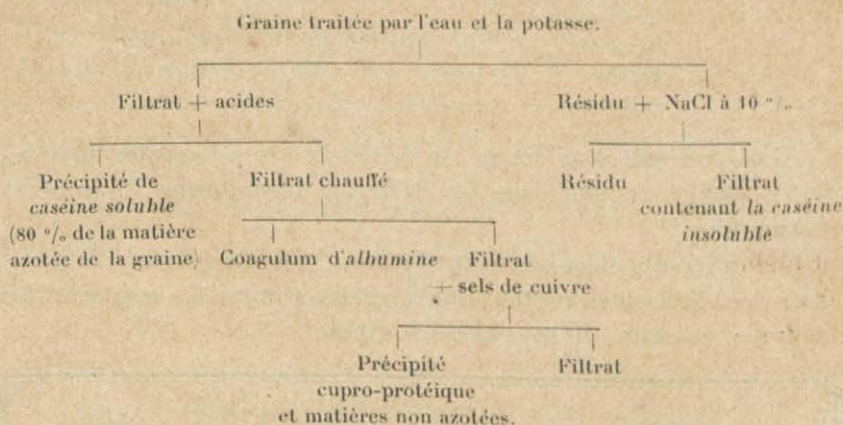 Graine traitée par l'eau et la potasse.
Filtrat + acides
Résidu + NaCl à 10 °/o
Précipité de
caséine soluble
(80 °/o de la matière
azotée de la graine)
Filtrat chauffé
Résidu
Filtrat
contenant la caséine
insoluble
Coagulum d'albumine
Filtrat
+ sels de cuivre
Précipité
cupro-protéique
et matières non azotées.
Filtrat